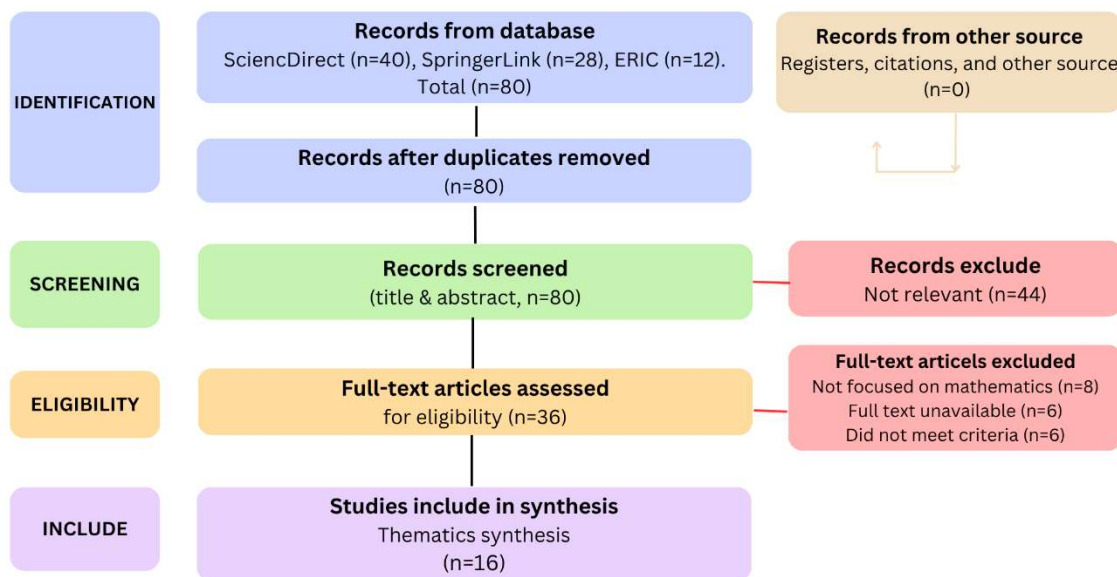 IDENTIFICATION
Records from database
SciencDirect (n=40), SpringerLink (n=28), ERIC (n=12).
Total (n=80)
Records from other source
Registers, citations, and other source
(n=0)
Records after duplicates removed
(n=80)
SCREENING
Records screened
(title & abstract, n=80)
Records exclude
Not relevant (n=44)
ELIGIBILITY
Full-text articles assessed
for eligibility (n=36)
Full-text articels excluded
Not focused on mathematics (n=8)
Full text unavailable (n=6)
Did not meet criteria (n=6)
INCLUDE
Studies include in synthesis
Thematics synthesis
(n=16)